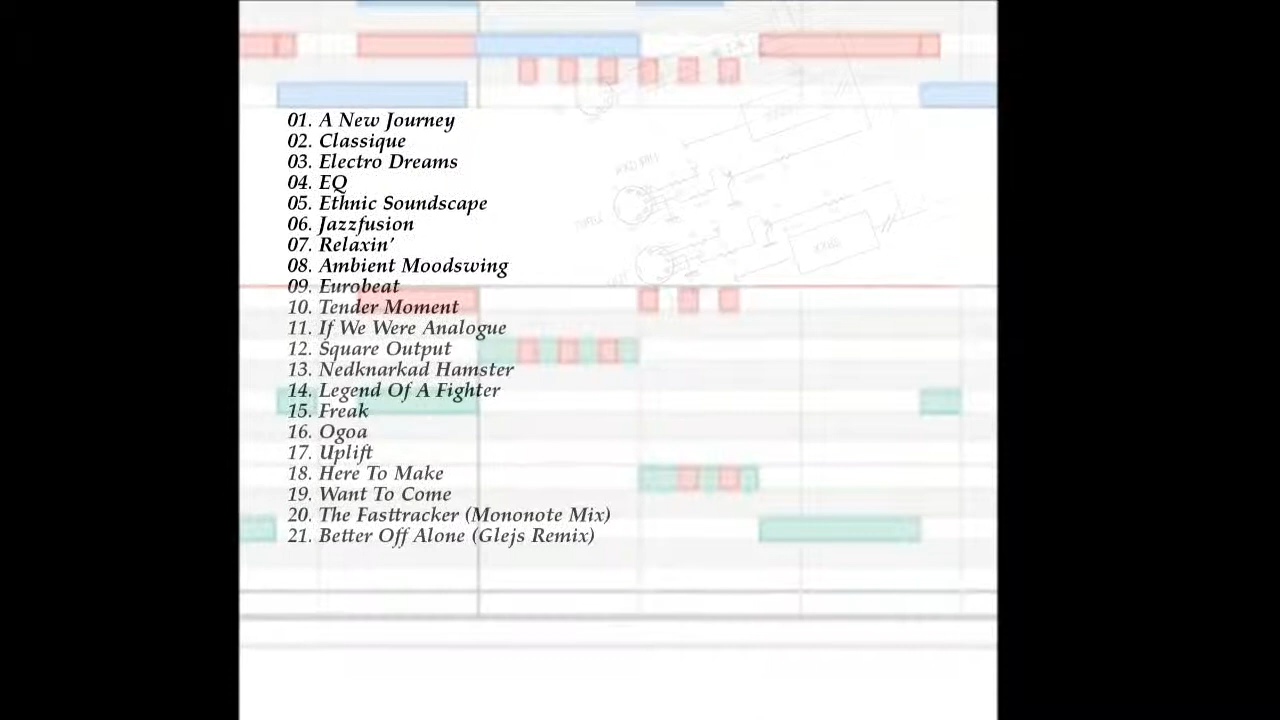 01. A New Journey
02. Classique
03. Electro Dreams
04. EQ
05. Ethnic Soundscape
06. Jazzfusion
07. Relaxin'
08. Ambient Moodswing
09. Eurobeat
10. Tender Moment
11. If We Were Analogue
12. Square Output
13. Nedknarkad Hamster
14. Legend Of A Fighter
15. Freak
16. Ogoa
17. Uplift
18. Here To Make
19. Want To Come
20. The Fasttracker (Mononote Mix)
21. Better Off Alone (Glejs Remix)